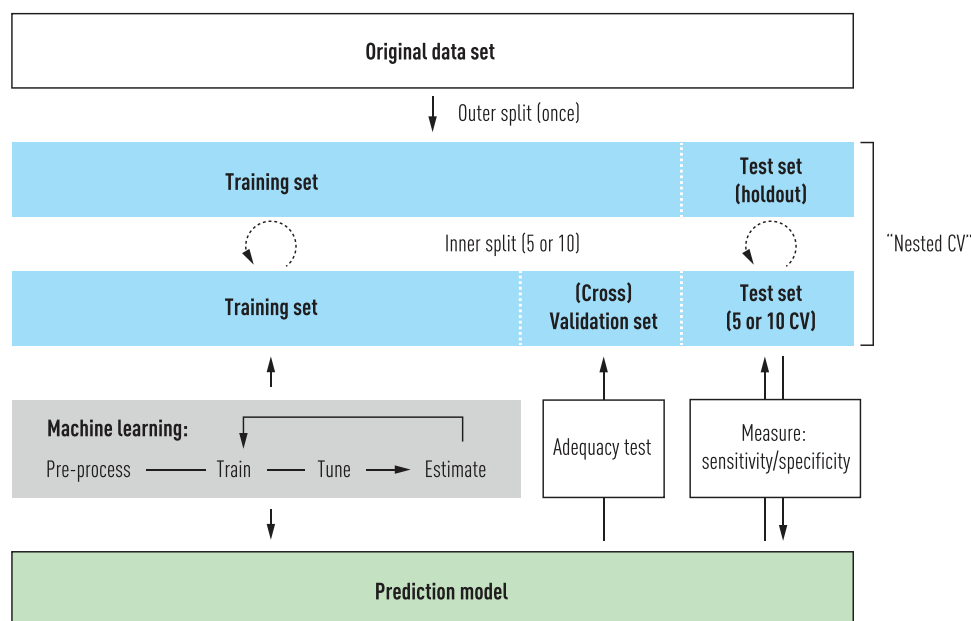 Original data set
Outer split (once)
Training set
Test set
(holdout)
Inner split (5 or 10)
"Nested CV"
Training set
(Cross)
Validation set
Test set
(5 or 10 CV)
Machine learning:
Pre-process
Train
Tune
Estimate
Adequacy test
Measure:
sensitivity/specificity
Prediction model